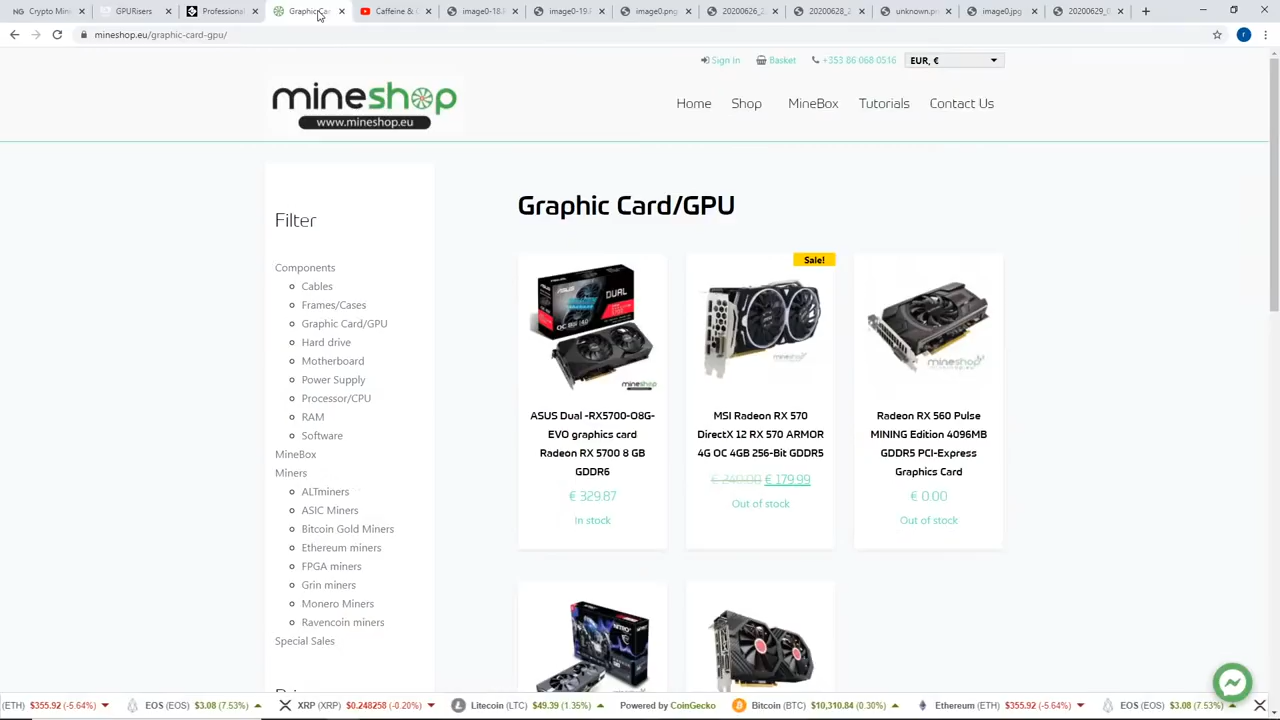 Crypto Min
GPURisers
Professional
GraphicCar
Caffeine &
image0-18.
image0-19.
image0.png
20200626_2
20200628_2
unknown.pn
image0.jpg
20200629_0
mineshop.eu/graphic-card-gpu/
r
Sign in
Basket
+353 86 068 0516
EUR, €
mineshop
www.mineshop.eu
Home
Shop
MineBox
Tutorials
Contact Us
Filter
Components
Cables
Frames/Cases
Graphic Card/GPU
Hard drive
Motherboard
Power Supply
Processor/CPU
RAM
Software
MineBox
Miners
ALTminers
ASIC Miners
Bitcoin Gold Miners
Ethereum miners
FPGA miners
Grin miners
Monero Miners
Ravencoin miners
Special Sales
Graphic Card/GPU
ASUS Dual -RX5700-O8G-
EVO graphics card
Radeon RX 5700 8 GB
GDDR6
€ 329.87
In stock
Sale!
MSI Radeon RX 570
DirectX 12 RX 570 ARMOR
4G OC 4GB 256-Bit GDDR5
€ 240.00 € 179.99
Out of stock
Radeon RX 560 Pulse
MINING Edition 4096MB
GDDR5 PCI-Express
Graphics Card
€ 0.00
Out of stock
(ETH) (-5.64%) EOS (EOS) $3.08 (7.53%) XRP (XRP) $0.248258 (-0.20%) Litecoin (LTC) $49.39 (1.35%) Powered by CoinGecko Bitcoin (BTC) $10,310.84 (0.30%) Ethereum (ETH) $355.92 (-5.64%) EOS (EOS) $3.08 (7.53%)